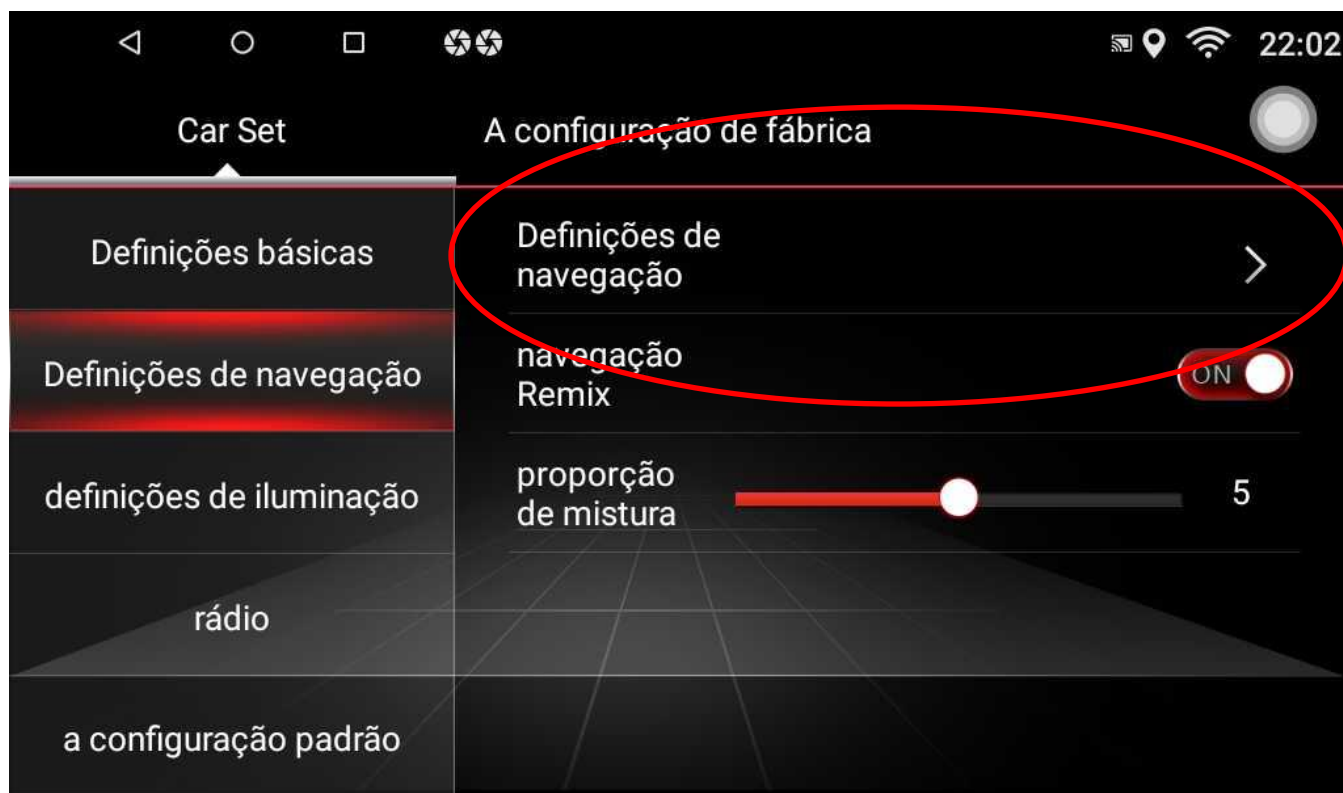 22:02
Car Set
A configuração de fábrica
Definições básicas
Definições de navegação
definições de iluminação
rádio
a configuração padrão
Definições de
navegação
navegação
Remix
ON
proporção
de mistura
5